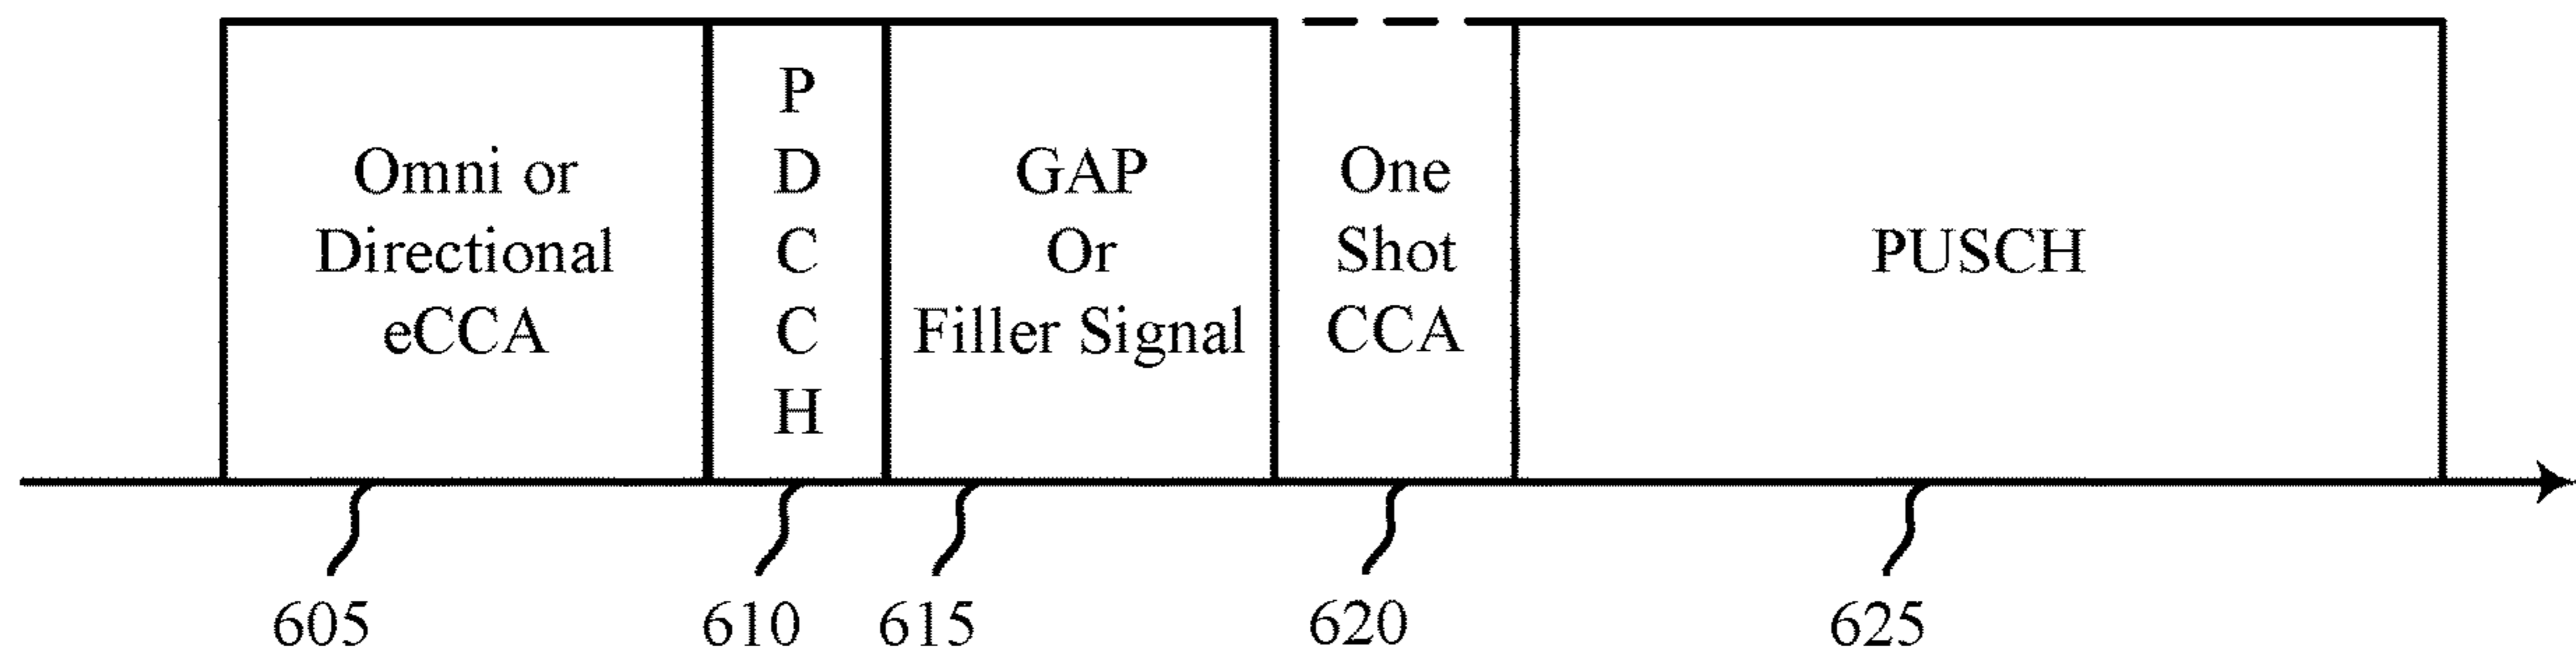 Omni or
Directional
eCCA
P
D
C
C
H
GAP
Or
Filler Signal
One
Shot
CCA
PUSCH
605
610
615
620
625